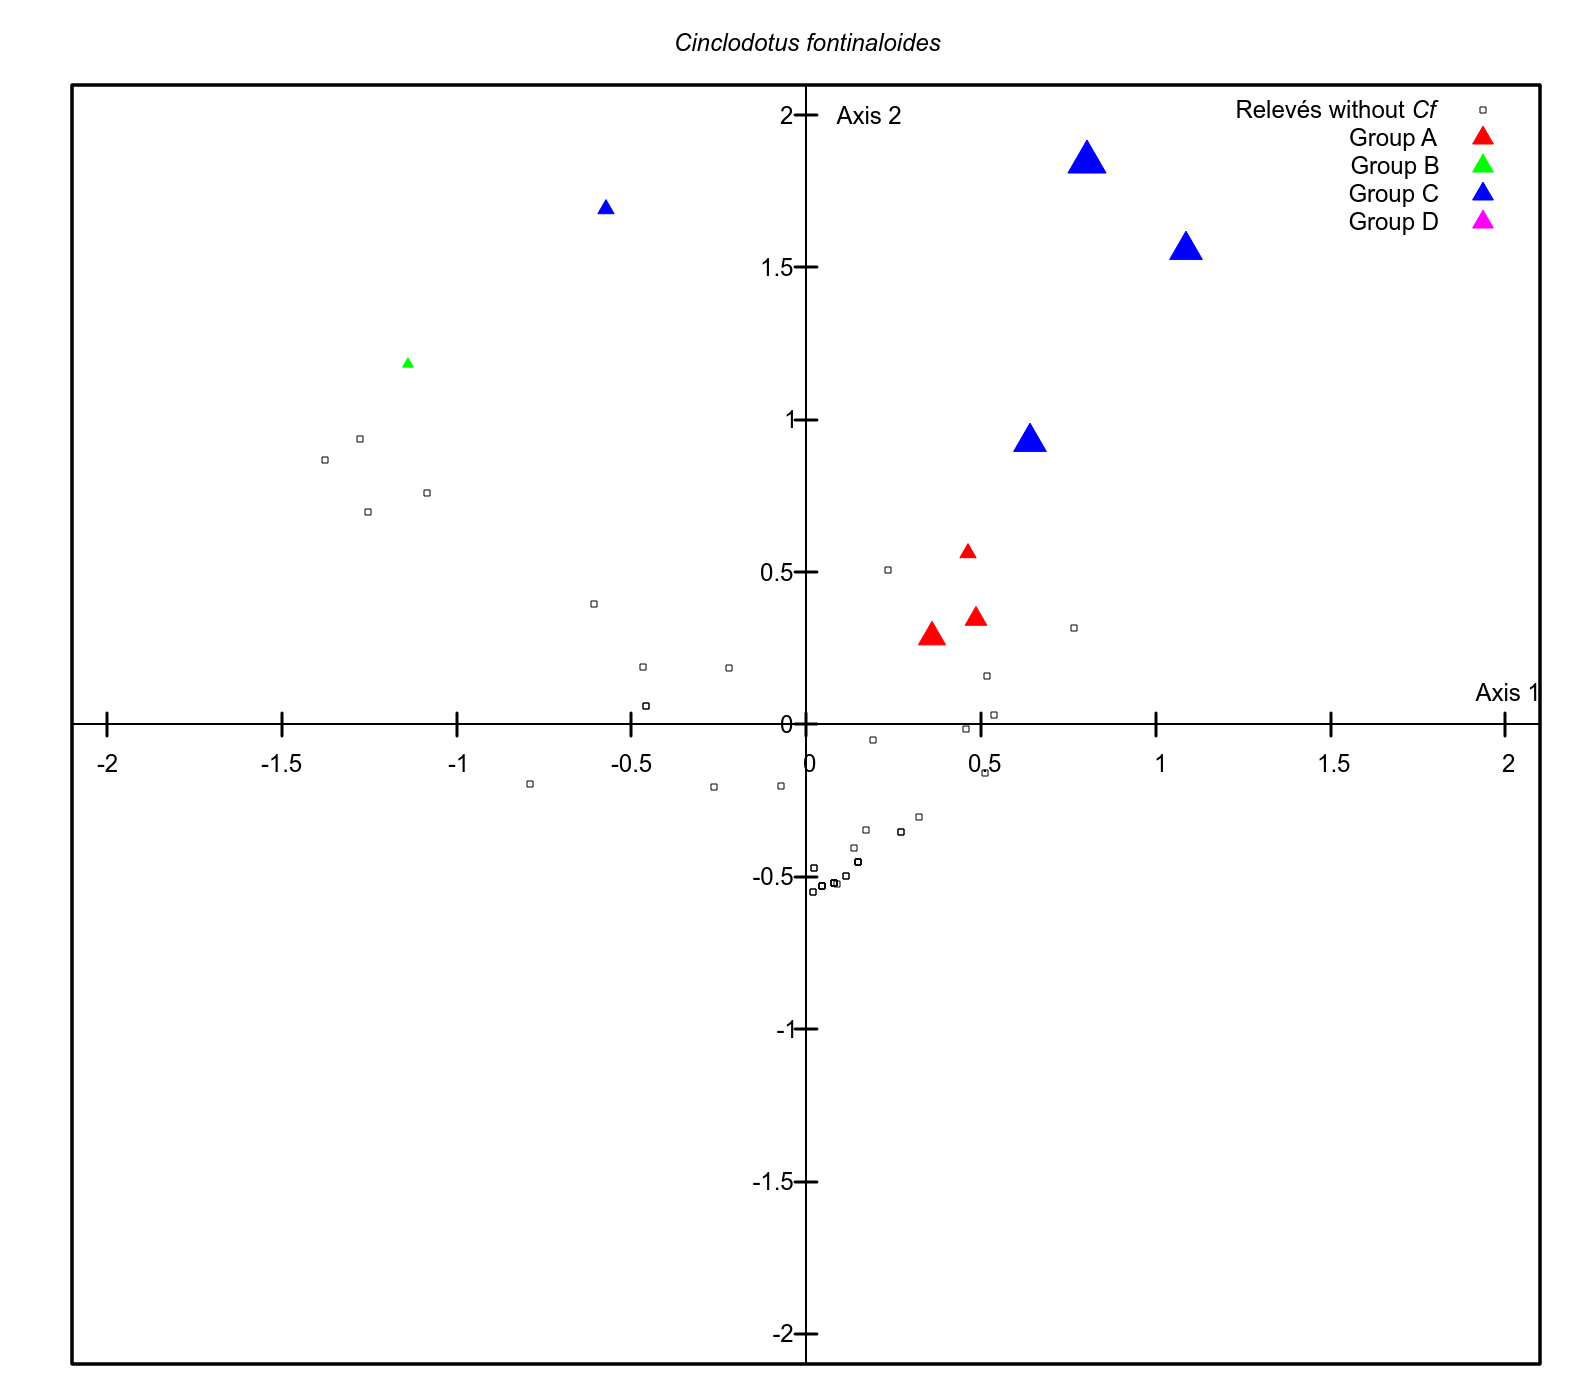 Cinclodotus fontinaloides
2 Axis 2
Relevés without Cf
Group A
Group B
Group C
Group D
1.5
1
0.5
Axis 1
0
-2 -1.5 -1 -0.5 0 0.5 1 1.5 2
-0.5
-1
-1.5
-2